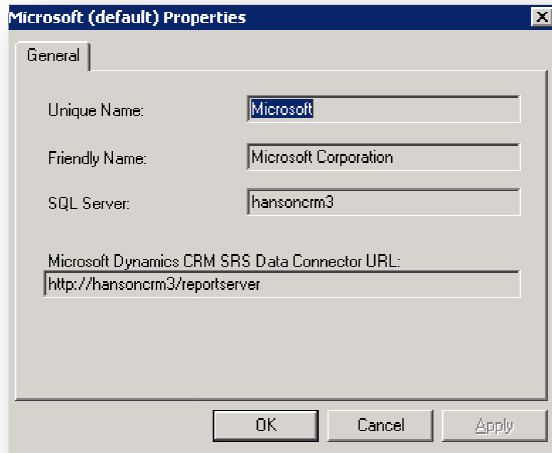 Microsoft (default) Properties
General
Unique Name: Microsoft
Friendly Name: Microsoft Corporation
SQL Server: hansoncrm3
Microsoft Dynamics CRM SRS Data Connector URL:
http://hansoncrm3/reportserver
OK Cancel Apply